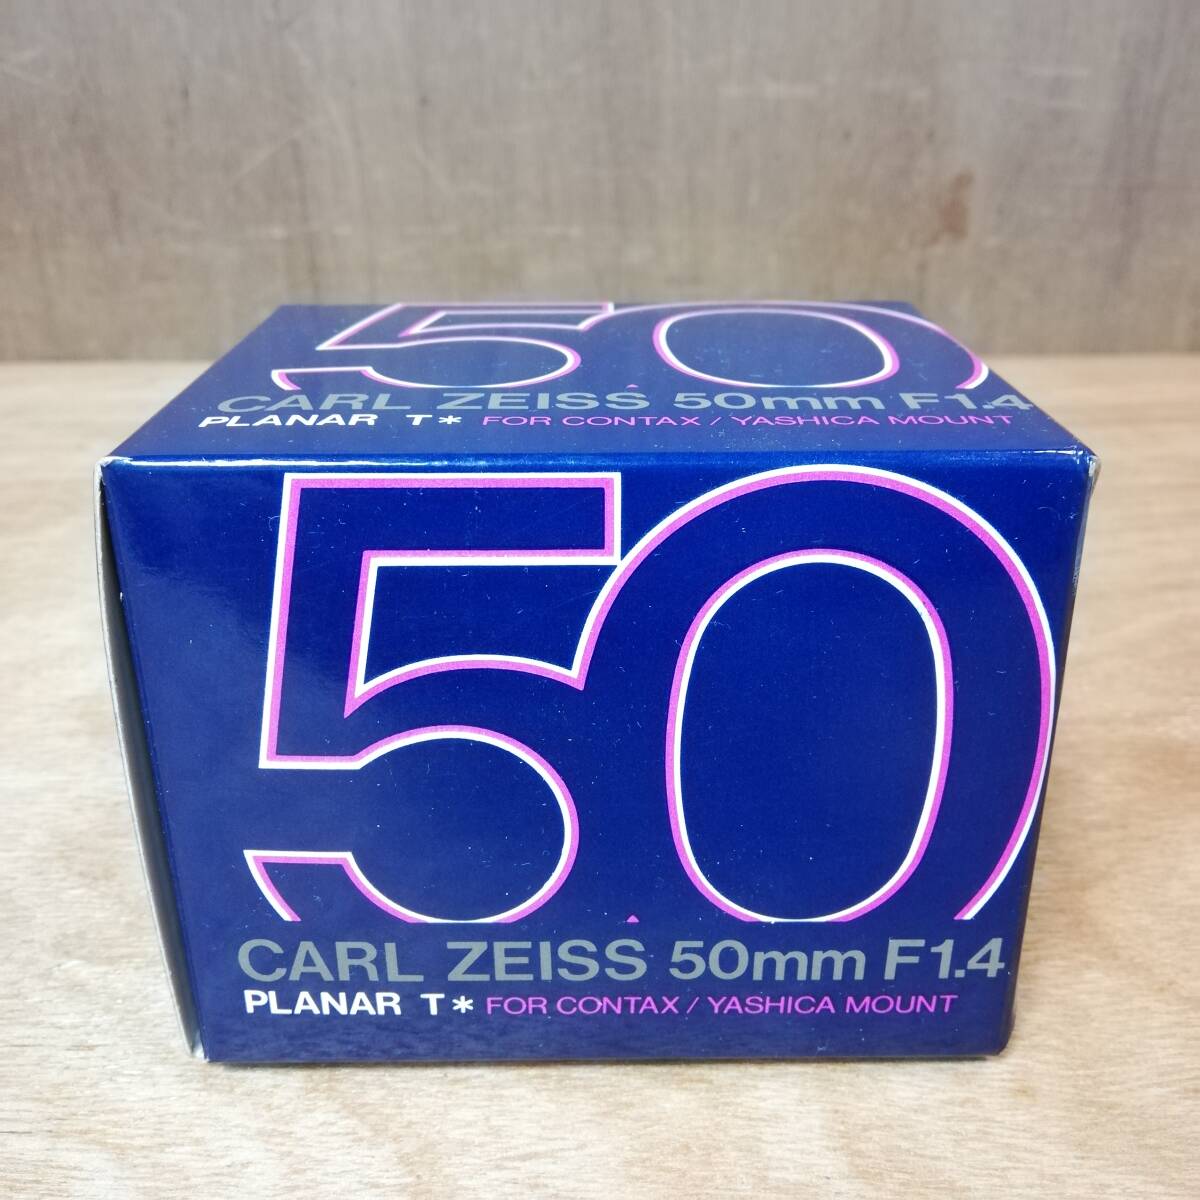 50
CARL ZEISS 50mm F1.4
PLANAR T* FOR CONTAX / YASHICA MOUNT
50
CARL ZEISS 50mm F1.4
PLANAR T* FOR CONTAX / YASHICA MOUNT